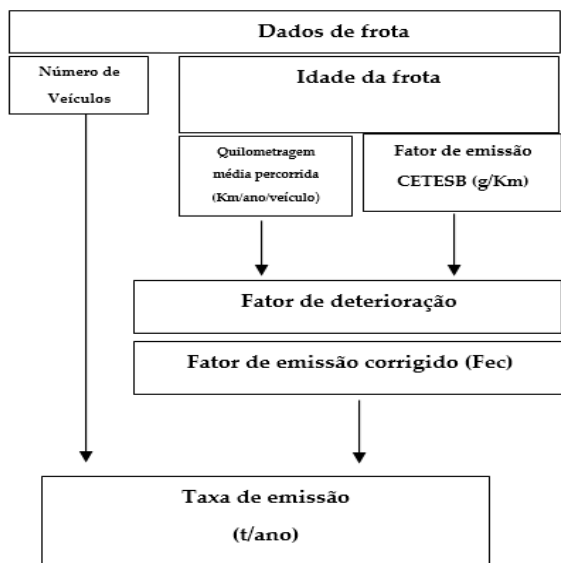 Dados de frota
Número de
Veículos
Idade da frota
Quilometragem
média percorrida
(Km/ano/veículo)
Fator de emissão
CETESB (g/Km)
Fator de deterioração
Fator de emissão corrigido (Fec)
Taxa de emissão
(t/ano)